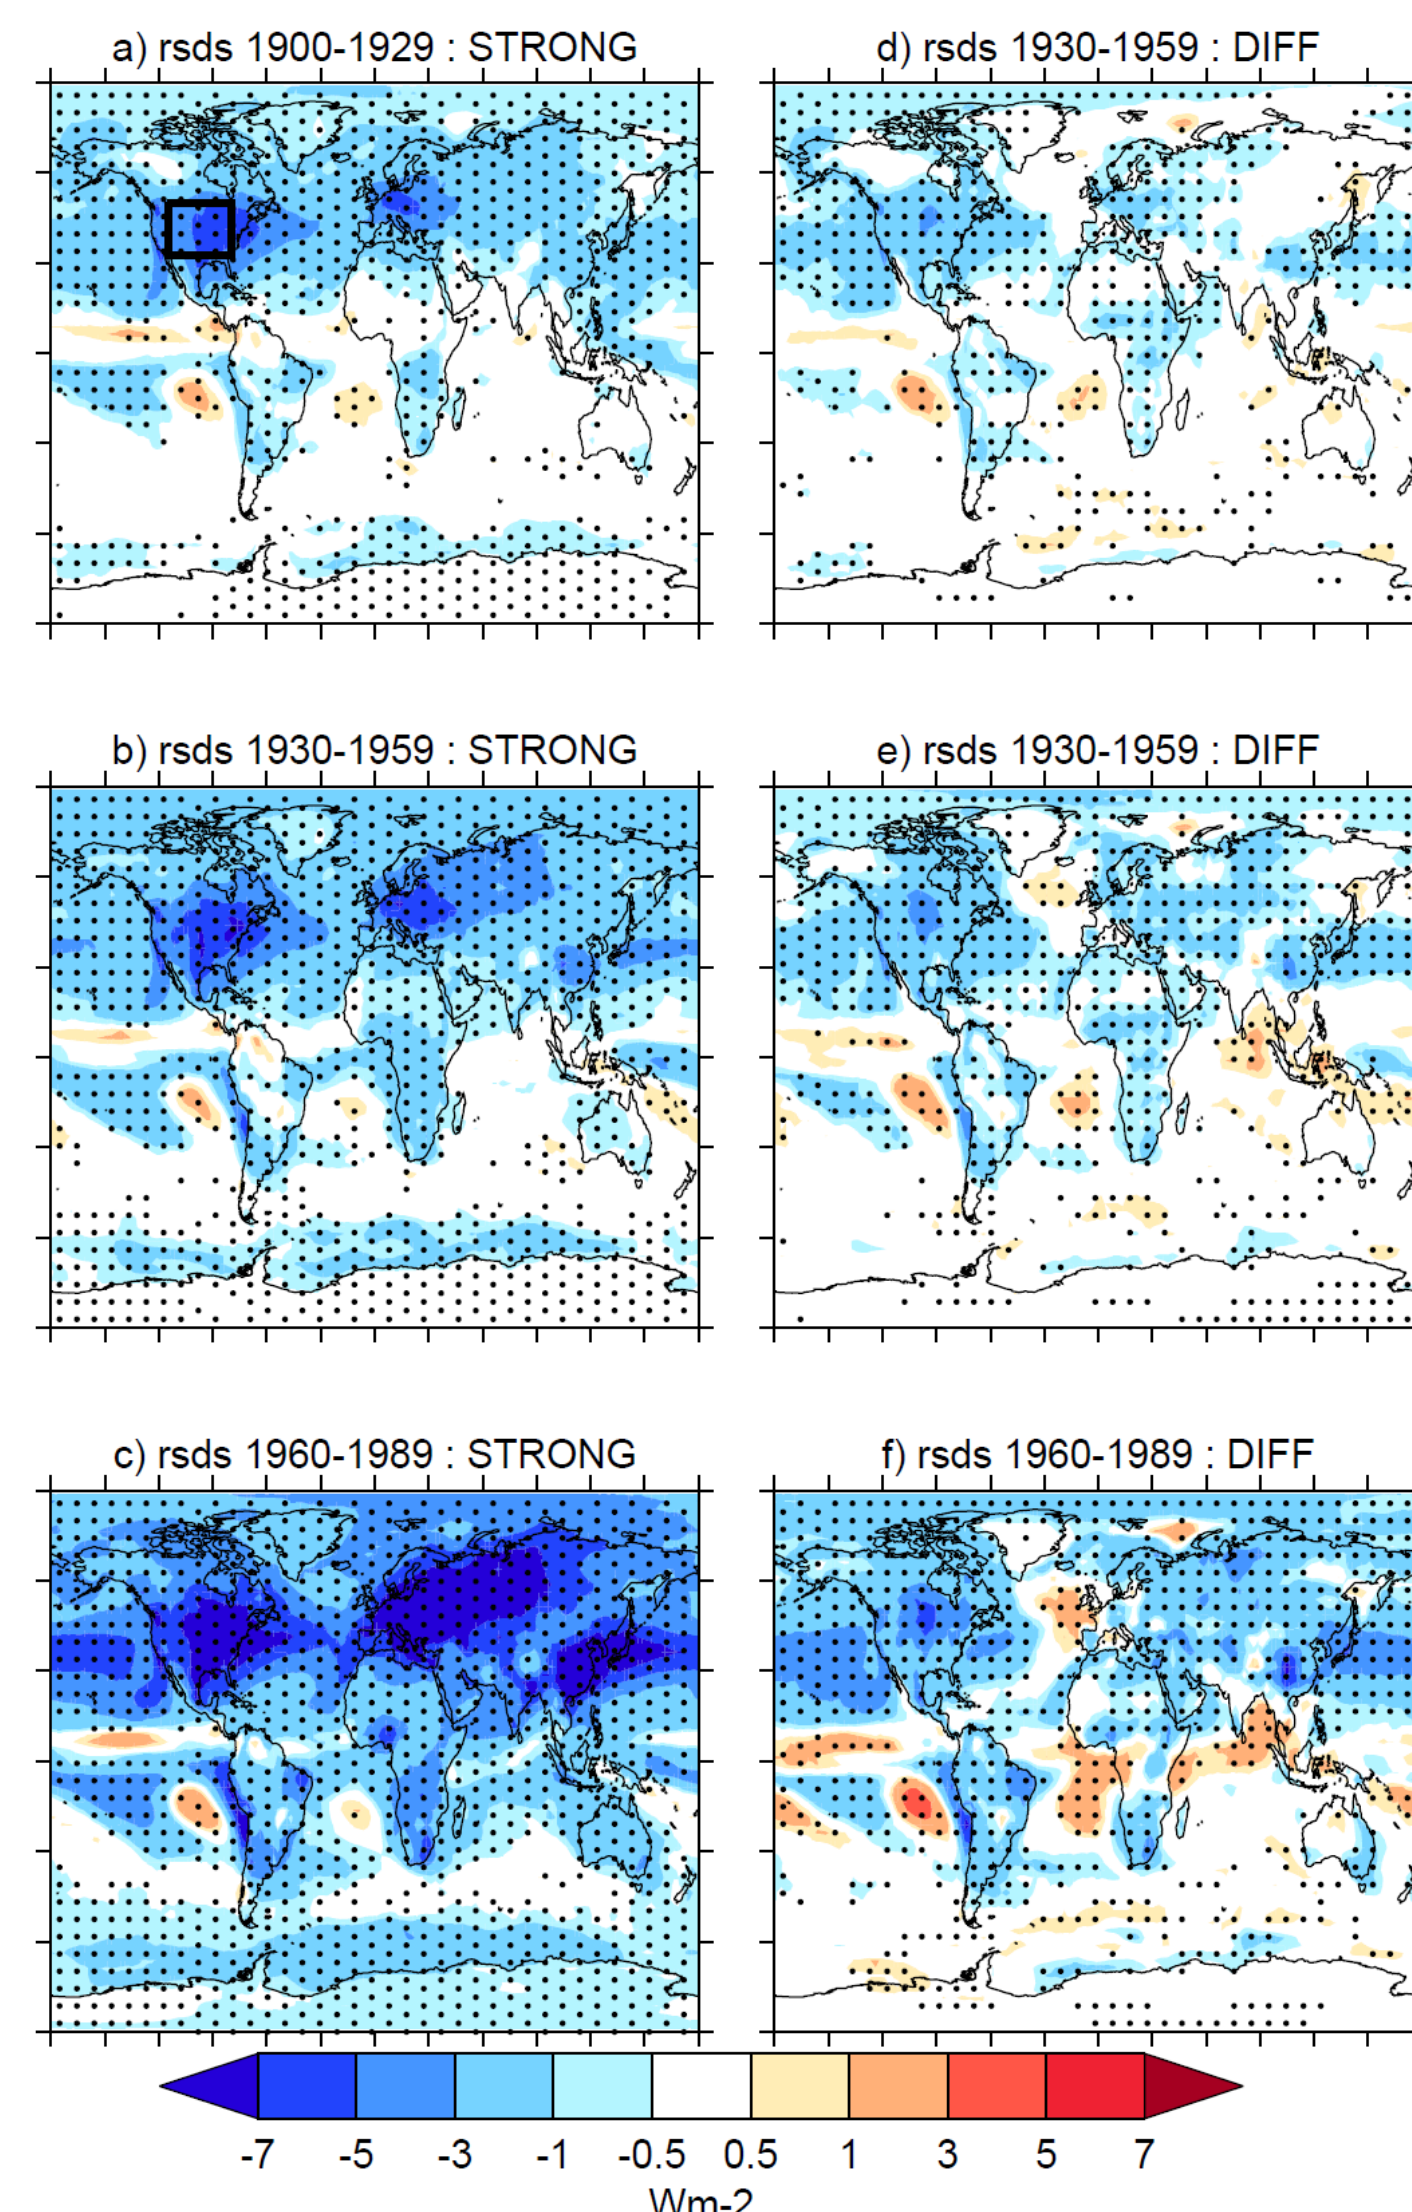 a) rsds 1900-1929 : STRONG
d) rsds 1930-1959 : DIFF
b) rsds 1930-1959 : STRONG
e) rsds 1930-1959 : DIFF
c) rsds 1960-1989 : STRONG
f) rsds 1960-1989 : DIFF
-7 -5 -3 -1 -0.5 0.5 1 3 5 7
Wm-2